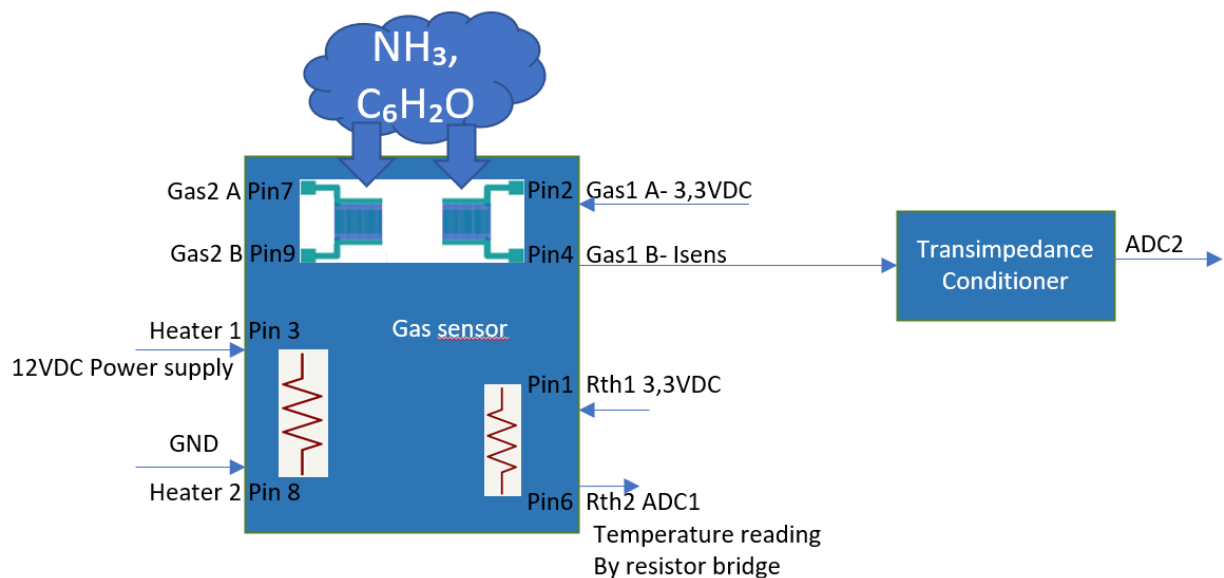 NH₃,
C₆H₂O
Gas2 A Pin7
Pin2 Gas1 A- 3,3VDC
Gas2 B Pin9
Pin4 Gas1 B- Isens
Transimpedance
Conditioner
ADC2
Heater 1 Pin 3
Gas sensor
12VDC Power supply
Pin1 Rth1 3,3VDC
GND
Heater 2 Pin 8
Pin6 Rth2 ADC1
Temperature reading
By resistor bridge